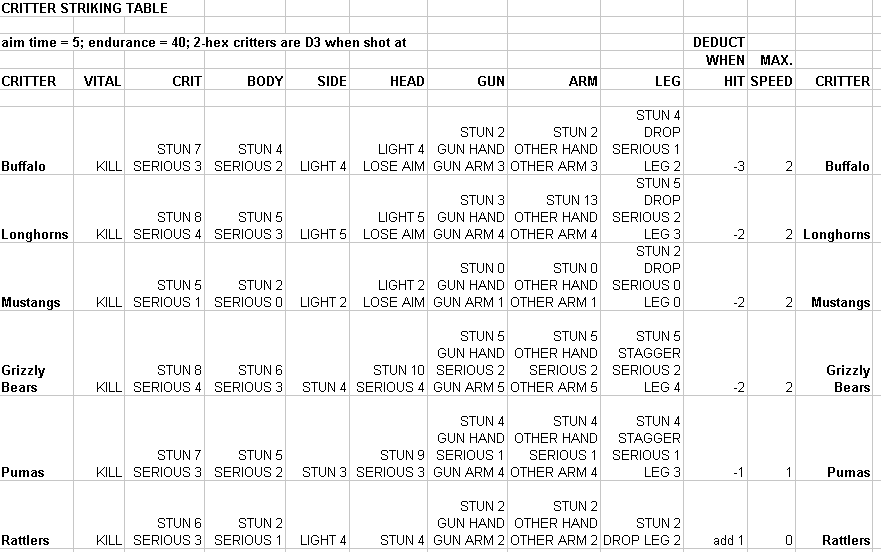 CRITTER STRIKING TABLE
aim time = 5; endurance = 40; 2-hex critters are D3 when shot at DEDUCT
WHEN MAX.
CRITTER VITAL CRIT BODY SIDE HEAD GUN ARM LEG HIT SPEED CRITTER
STUN 4
STUN 2 STUN 2 DROP
STUN 7 STUN 4 LIGHT 4 GUN HAND OTHER HAND SERIOUS 1
Buffalo KILL SERIOUS 3 SERIOUS 2 LIGHT 4 LOSE AIM GUN ARM 3 OTHER ARM 3 LEG 2 -3 2 Buffalo
STUN 5
STUN 3 STUN 13 DROP
STUN 8 STUN 5 LIGHT 5 GUN HAND OTHER HAND SERIOUS 2
Longhorns KILL SERIOUS 4 SERIOUS 3 LIGHT 5 LOSE AIM GUN ARM 4 OTHER ARM 4 LEG 3 -2 2 Longhorns
STUN 2
STUN 0 STUN 0 DROP
STUN 5 STUN 2 LIGHT 2 GUN HAND OTHER HAND SERIOUS 0
Mustangs KILL SERIOUS 1 SERIOUS 0 LIGHT 2 LOSE AIM GUN ARM 1 OTHER ARM 1 LEG 0 -2 2 Mustangs
STUN 5 STUN 5 STUN 5
GUN HAND OTHER HAND STAGGER
Grizzly STUN 8 STUN 6 STUN 10 SERIOUS 2 SERIOUS 2 SERIOUS 2 Grizzly
Bears KILL SERIOUS 4 SERIOUS 3 STUN 4 SERIOUS 4 GUN ARM 5 OTHER ARM 5 LEG 4 -2 2 Bears
STUN 4 STUN 4 STUN 4
GUN HAND OTHER HAND STAGGER
STUN 7 STUN 5 STUN 9 SERIOUS 1 SERIOUS 1 SERIOUS 1
Pumas KILL SERIOUS 3 SERIOUS 2 STUN 3 SERIOUS 3 GUN ARM 4 OTHER ARM 4 LEG 3 -1 1 Pumas
STUN 2 STUN 2
STUN 6 STUN 2 GUN HAND OTHER HAND STUN 2
Rattlers KILL SERIOUS 3 SERIOUS 1 LIGHT 4 STUN 4 GUN ARM 2 OTHER ARM 2 DROP LEG 2 add 1 0 Rattlers